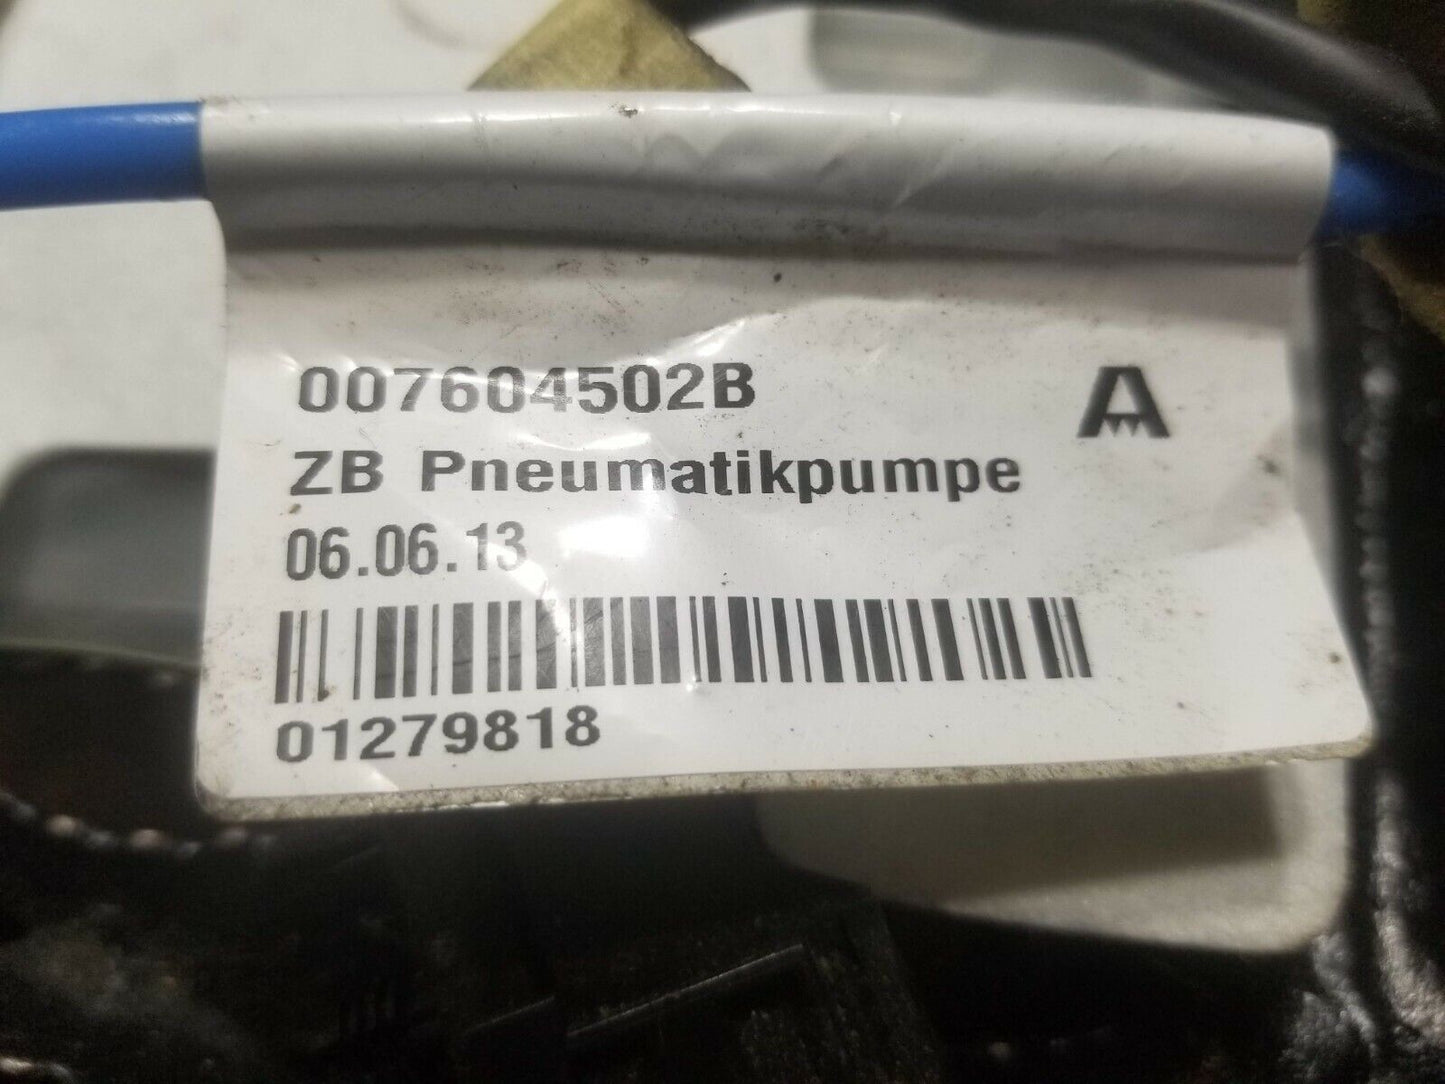 007604502B
ZB Pneumatikpumpe
06.06.13
01279818